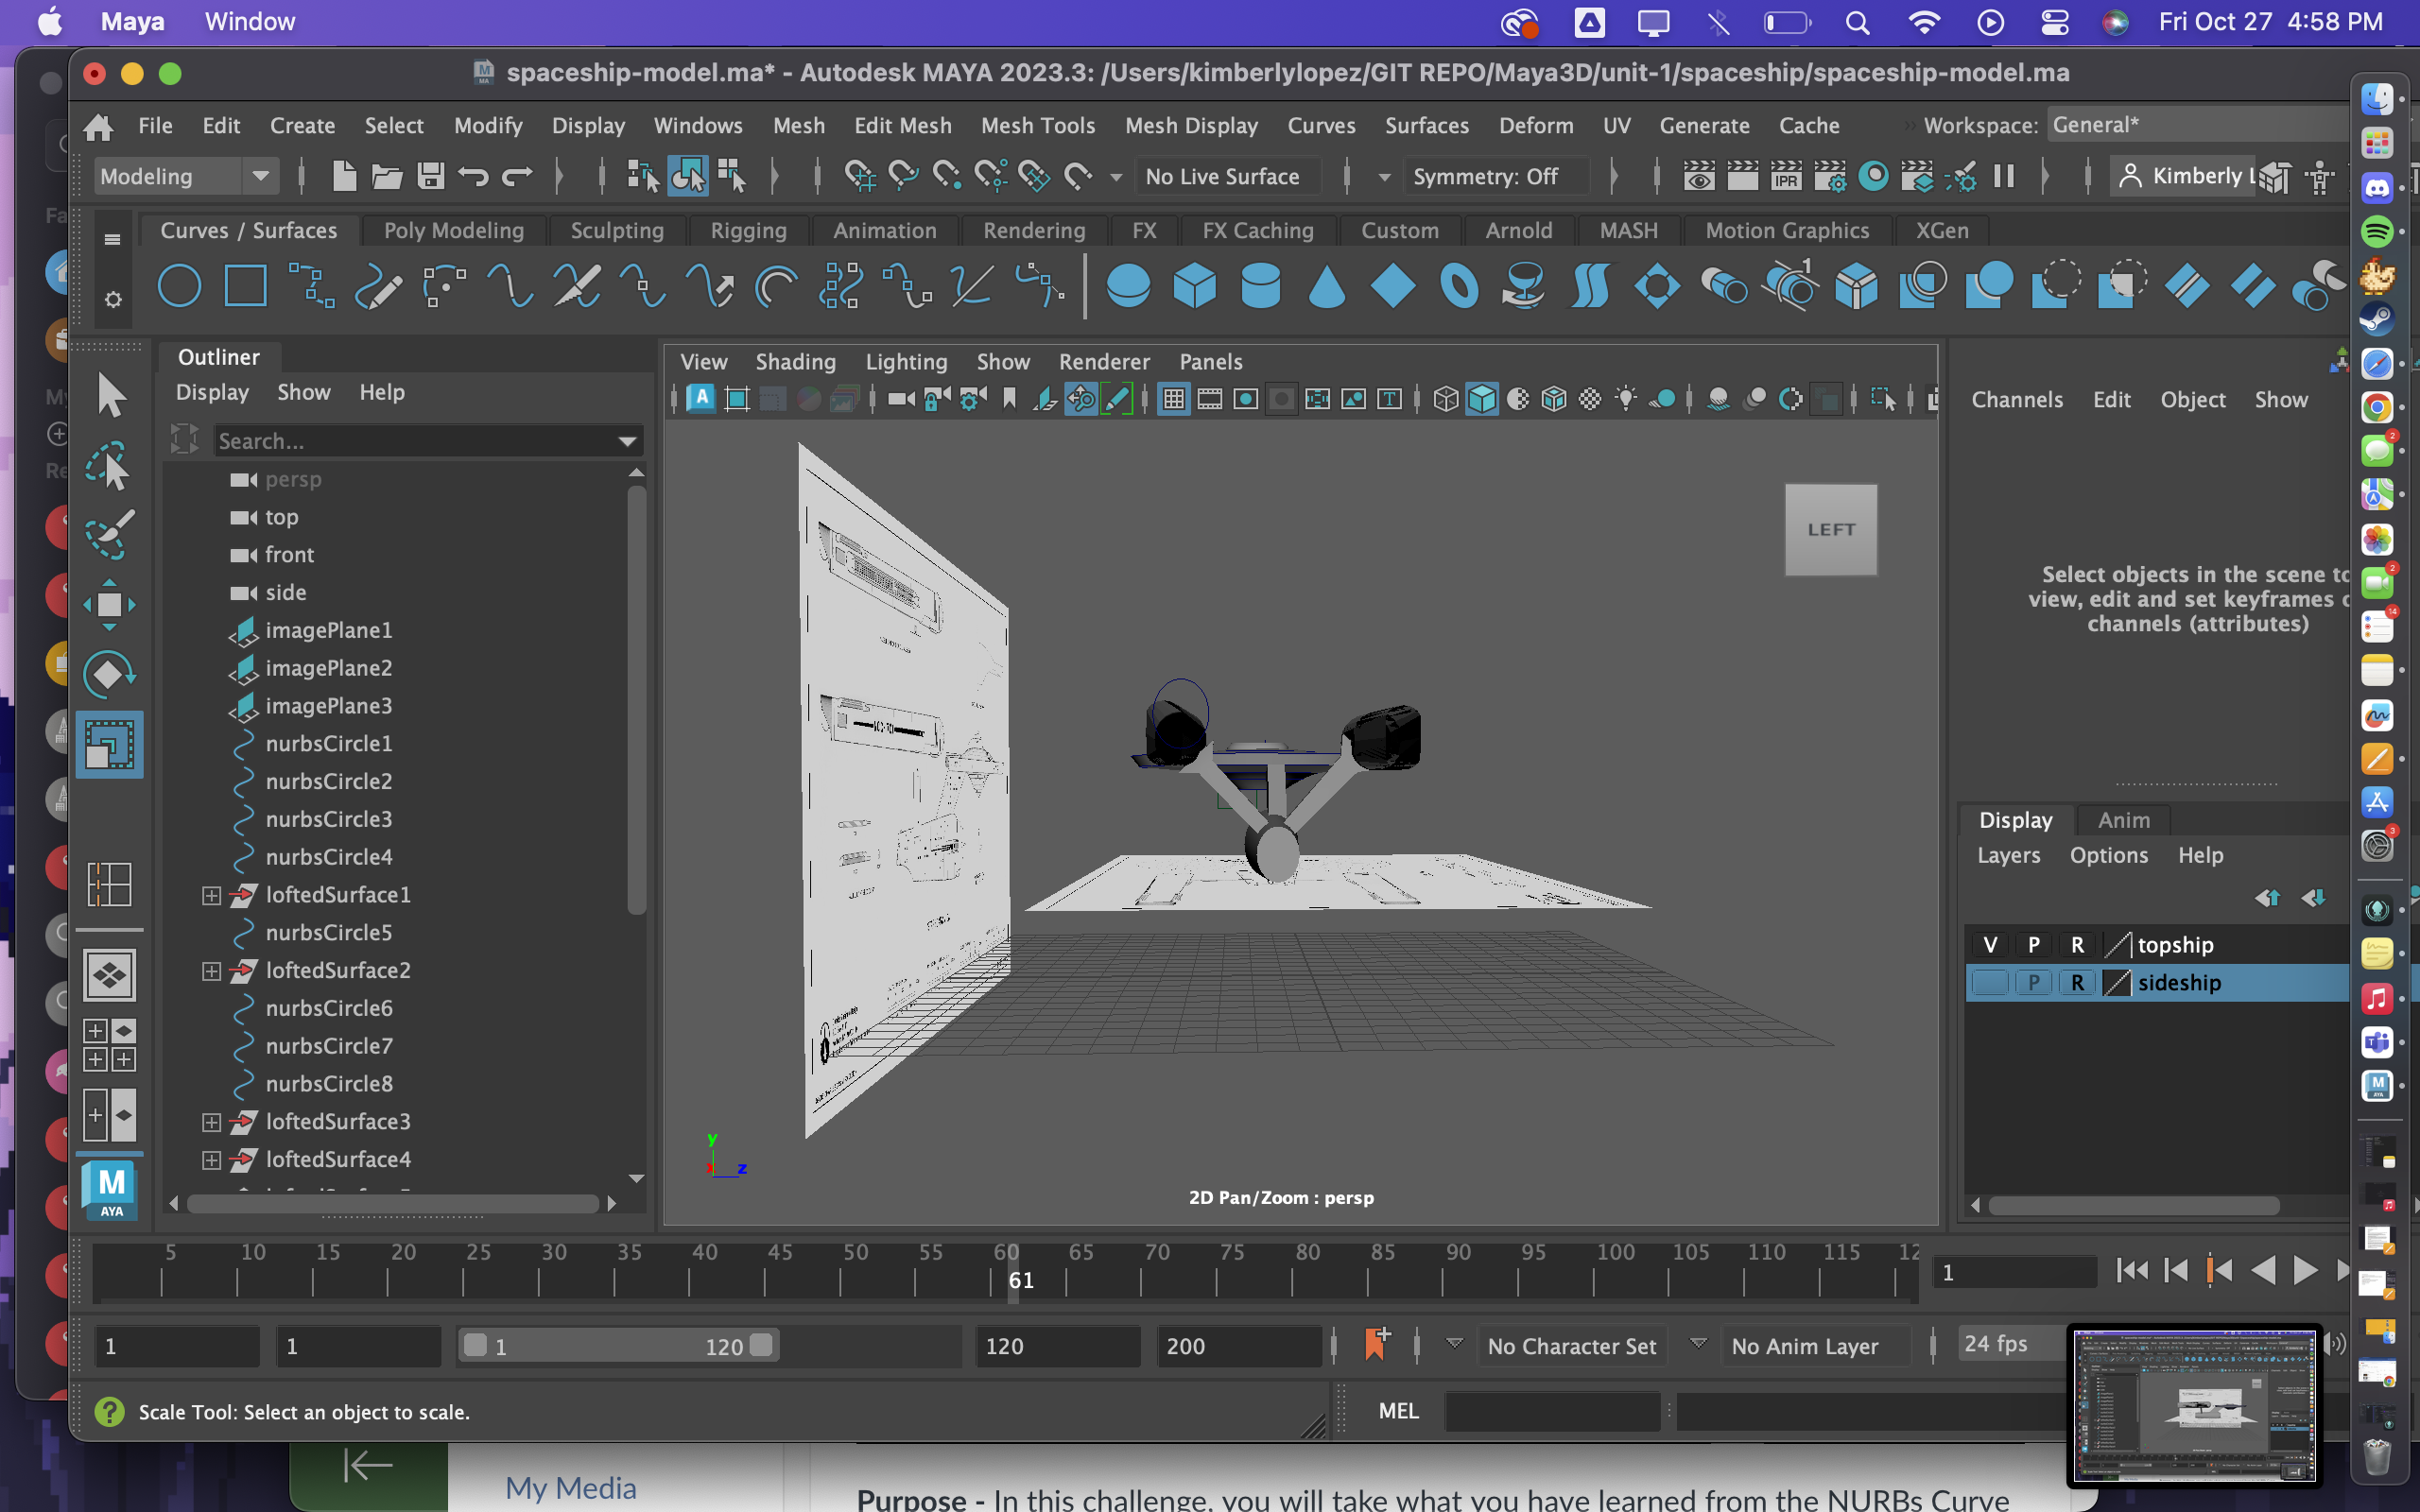 Maya Window Fri Oct 27 4:58 PM
spaceship-model.ma* - Autodesk MAYA 2023.3: /Users/kimberlylopez/GIT REPO/Maya3D/unit-1/spaceship/spaceship-model.ma
File Edit Create Select Modify Display Windows Mesh Edit Mesh Mesh Tools Mesh Display Curves Surfaces Deform UV Generate Cache Workspace: General*
Modeling No Live Surface Symmetry: Off IPR Kimberly L
Curves / Surfaces Poly Modeling Sculpting Rigging Animation Rendering FX FX Caching Custom Arnold MASH Motion Graphics XGen
Outliner
Display Show Help
Search...
persp
top
front
side
imagePlane1
imagePlane2
imagePlane3
nurbsCircle1
nurbsCircle2
nurbsCircle3
nurbsCircle4
loftedSurface1
nurbsCircle5
loftedSurface2
nurbsCircle6
nurbsCircle7
nurbsCircle8
loftedSurface3
loftedSurface4
M
AYA
View Shading Lighting Show Renderer Panels
LEFT
y
x z
2D Pan/Zoom : persp
Channels Edit Object Show
Select objects in the scene to
view, edit and set keyframes
channels (attributes)
Display Anim
Layers Options Help
V P R topship
P R sideship
5 10 15 20 25 30 35 40 45 50 55 60 65 70 75 80 85 90 95 100 105 110 115 12
61
1
1 1 1 120 120 200 No Character Set No Anim Layer 24 fps
Scale Tool: Select an object to scale. MEL
My Media
Purpose - In this challenge, you will take what you have learned from the NURBs Curve